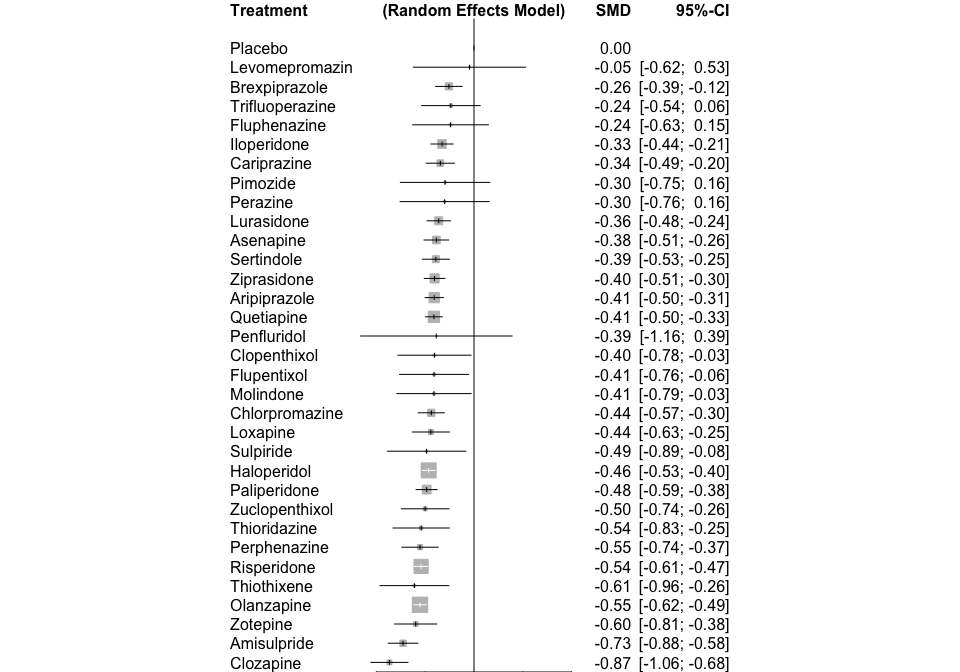 Treatment (Random Effects Model) SMD 95%-CI
Placebo 0.00
Levomepromazin -0.05 [-0.62; 0.53]
Brexpiprazole -0.26 [-0.39; -0.12]
Trifluoperazine -0.24 [-0.54; 0.06]
Fluphenazine -0.24 [-0.63; 0.15]
Iloperidone -0.33 [-0.44; -0.21]
Cariprazine -0.34 [-0.49; -0.20]
Pimozide -0.30 [-0.75; 0.16]
Perazine -0.30 [-0.76; 0.16]
Lurasidone -0.36 [-0.48; -0.24]
Asenapine -0.38 [-0.51; -0.26]
Sertindole -0.39 [-0.53; -0.25]
Ziprasidone -0.40 [-0.51; -0.30]
Aripiprazole -0.41 [-0.50; -0.31]
Quetiapine -0.41 [-0.50; -0.33]
Penfluridol -0.39 [-1.16; 0.39]
Clopenthixol -0.40 [-0.78; -0.03]
Flupentixol -0.41 [-0.76; -0.06]
Molindone -0.41 [-0.79; -0.03]
Chlorpromazine -0.44 [-0.57; -0.30]
Loxapine -0.44 [-0.63; -0.25]
Sulpiride -0.49 [-0.89; -0.08]
Haloperidol -0.46 [-0.53; -0.40]
Paliperidone -0.48 [-0.59; -0.38]
Zuclopenthixol -0.50 [-0.74; -0.26]
Thioridazine -0.54 [-0.83; -0.25]
Perphenazine -0.55 [-0.74; -0.37]
Risperidone -0.54 [-0.61; -0.47]
Thiothixene -0.61 [-0.96; -0.26]
Olanzapine -0.55 [-0.62; -0.49]
Zotepine -0.60 [-0.81; -0.38]
Amisulpride -0.73 [-0.88; -0.58]
Clozapine -0.87 [-1.06; -0.68]